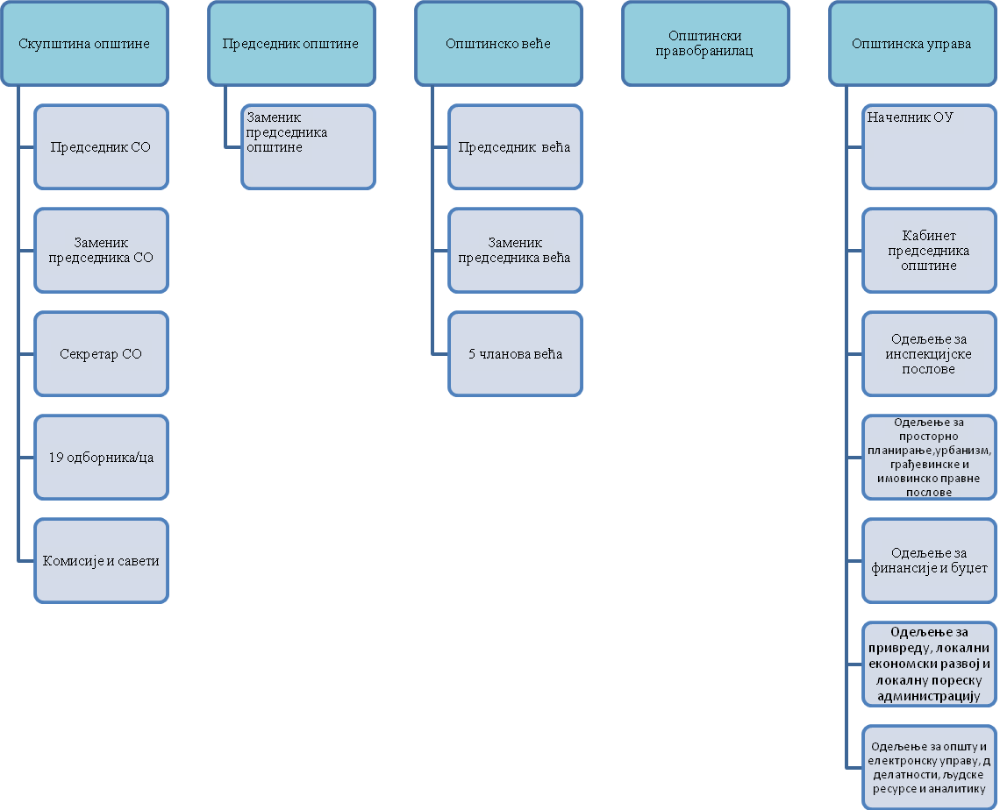 Скупштина општине
Председник СО
Заменик
председника СО
Секретар СО
19 одборника/ца
Комисије и савети
Председник општине
Заменик
председника
општине
Општинско веће
Председник  већа
Заменик
председника већа
5 чланова већа
Општински
правобранилац
Општинска управа
Начелник ОУ
Кабинет
председника
општине
Одељење за
инспекцијске
послове
Одељење за
просторно
планирање,урбанизм,
грађевинске и
имовинско правне
послове
Одељење за
финансије и буџет
Одељење за
привреду, локални
економски развој и
локалну пореску
администрацију
Одељење за општу и
електронску управу, д
делатности, људске
ресурсе и аналитику